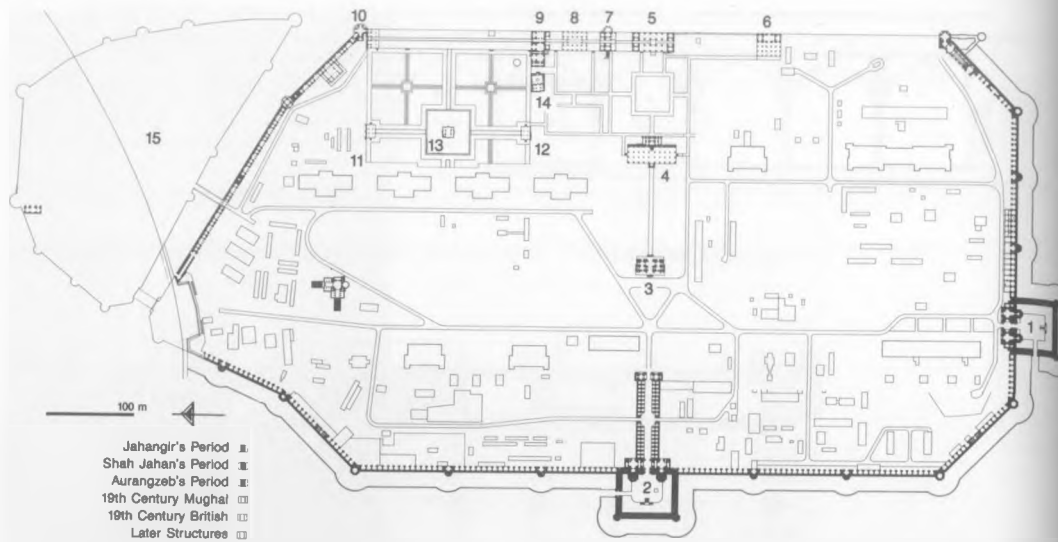 10
9
8
7
5
6
15
14
13
11
12
4
3
1
2
100 m
Jahangir's Period
Shah Jahan's Period
Aurangzeb's Period
19th Century Mughal
19th Century British
Later Structures